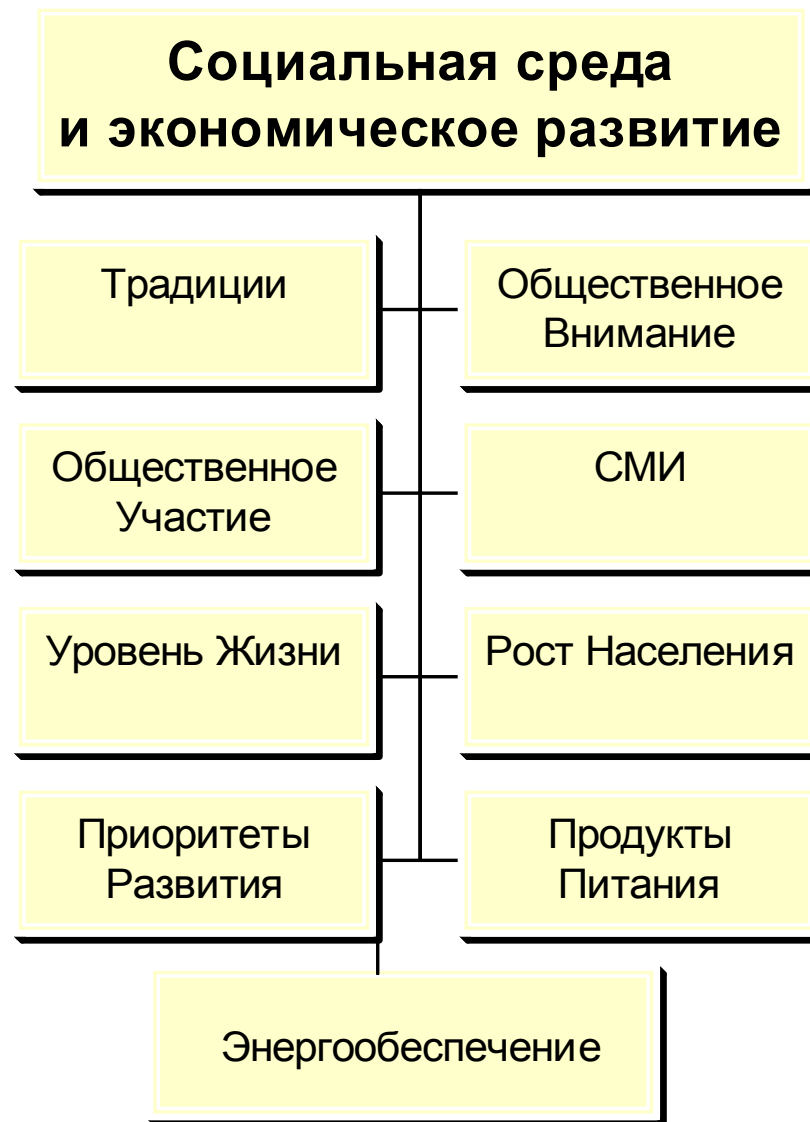 Социальная среда
и экономическое развитие
Традиции
Общественное
Внимание
Общественное
Участие
СМИ
Уровень Жизни
Рост Населения
Приоритеты
Развития
Продукты
Питания
Энергообеспечение